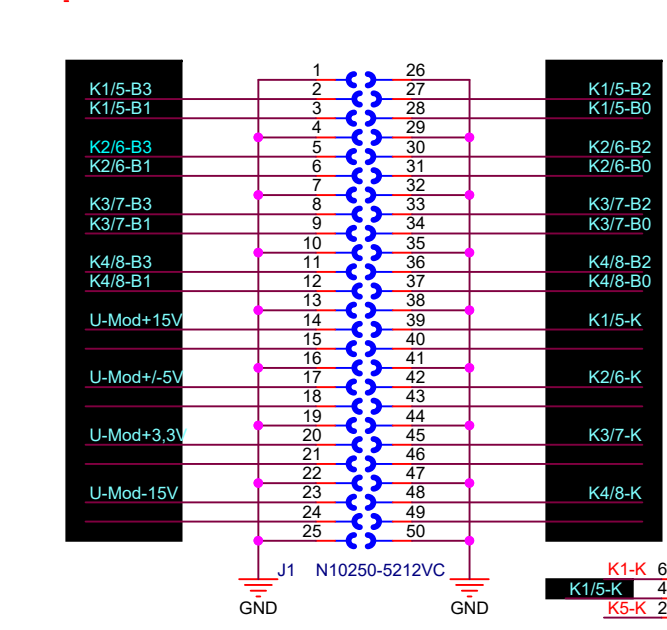 1 26
K1/5-B3 2 27 K1/5-B2
K1/5-B1 3 28 K1/5-B0
4 29
K2/6-B3 5 30 K2/6-B2
K2/6-B1 6 31 K2/6-B0
7 32
K3/7-B3 8 33 K3/7-B2
K3/7-B1 9 34 K3/7-B0
10 35
K4/8-B3 11 36 K4/8-B2
K4/8-B1 12 37 K4/8-B0
13 38
U-Mod+15V 14 39 K1/5-K
15 40
16 41
U-Mod+/-5V 17 42 K2/6-K
18 43
19 44
U-Mod+3,3V 20 45 K3/7-K
21 46
22 47
U-Mod-15V 23 48 K4/8-K
24 49
25 50
J1 N10250-5212VC K1-K 6
K1/5-K 4
GND GND K5-K 2